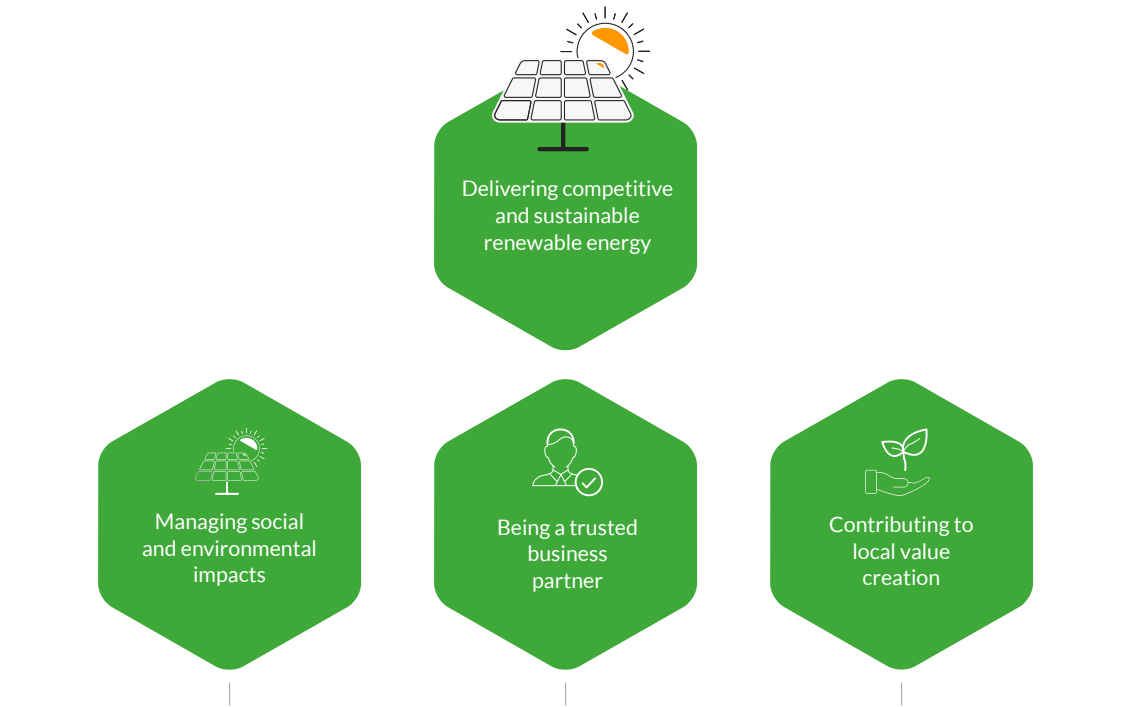 Delivering competitive
and sustainable
renewable energy
Managing social
and environmental
impacts
Being a trusted
business
partner
Contributing to
local value
creation